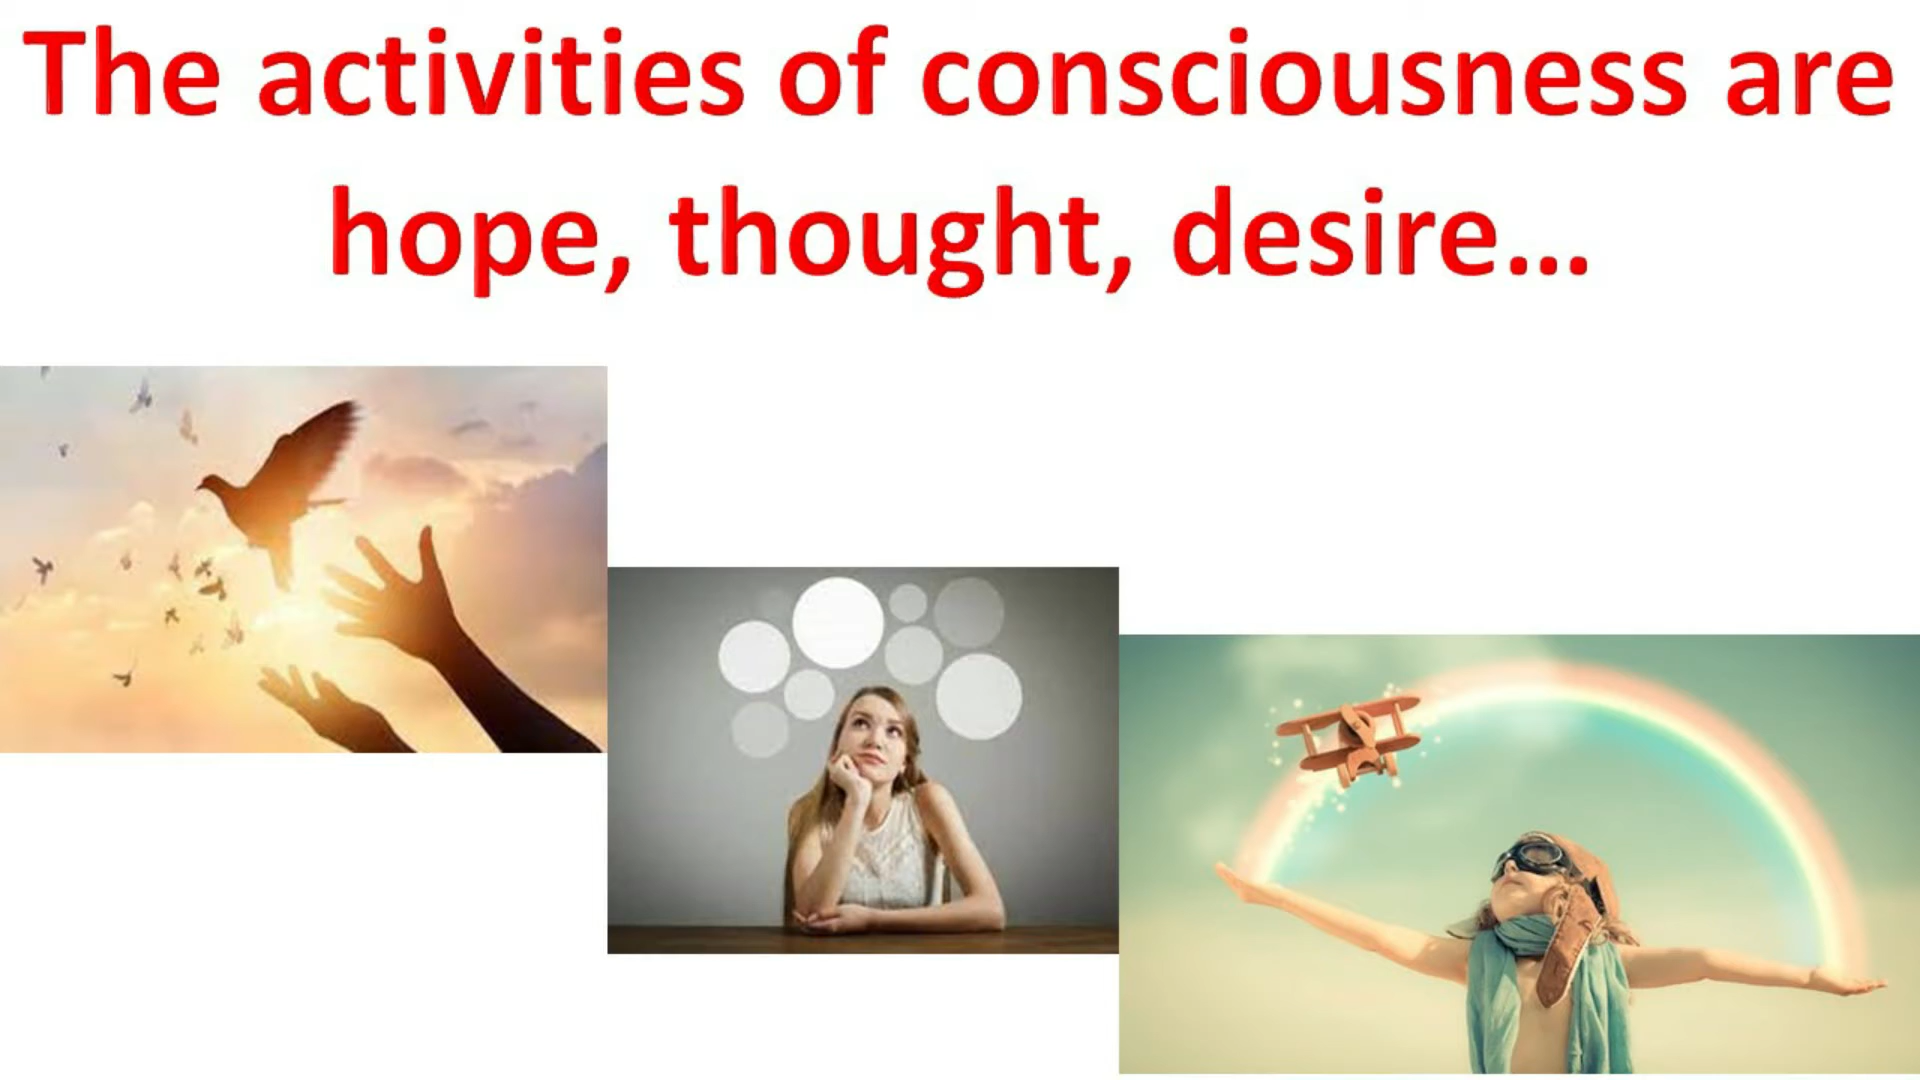 The activities of consciousness are
hope, thought, desire...